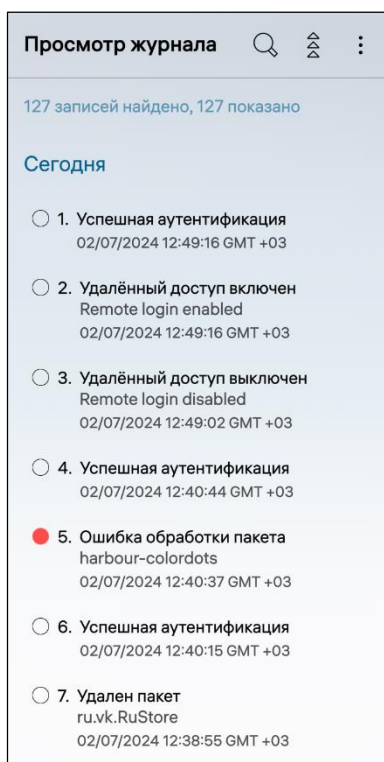 Просмотр журнала
127 записей найдено, 127 показано
Сегодня
1. Успешная аутентификация
02/07/2024 12:49:16 GMT +03
2. Удалённый доступ включен
Remote login enabled
02/07/2024 12:49:16 GMT +03
3. Удалённый доступ выключен
Remote login disabled
02/07/2024 12:49:02 GMT +03
4. Успешная аутентификация
02/07/2024 12:40:44 GMT +03
5. Ошибка обработки пакета
harbour-colordots
02/07/2024 12:40:37 GMT +03
6. Успешная аутентификация
02/07/2024 12:40:15 GMT +03
7. Удален пакет
ru.vk.RuStore
02/07/2024 12:38:55 GMT +03